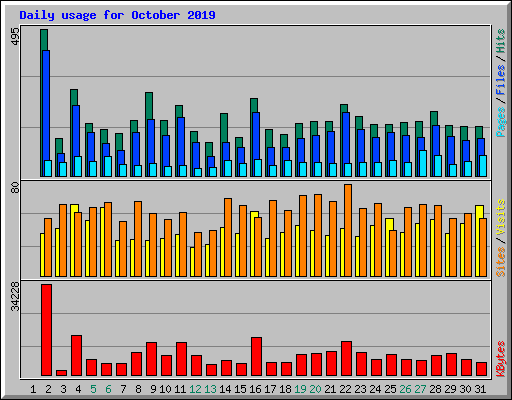 Daily usage for October 2019
495
Pages / Files / Hits
80
Sites / Visits
34228
KBytes
1 2 3 4 5 6 7 8 9 10 11 12 13 14 15 16 17 18 19 20 21 22 23 24 25 26 27 28 29 30 31